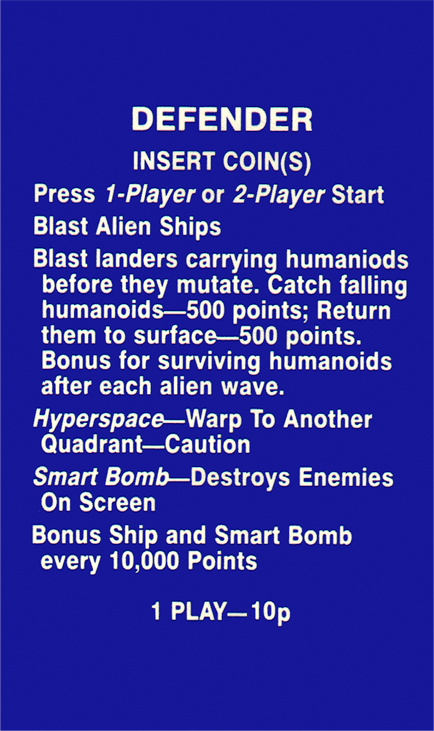 DEFENDER
INSERT COIN(S)
Press 1-Player or 2-Player Start
Blast Alien Ships
Blast landers carrying humaniods
before they mutate. Catch falling
humanoids—500 points; Return
them to surface—500 points.
Bonus for surviving humanoids
after each alien wave.
Hyperspace—Warp To Another
Quadrant—Caution
Smart Bomb—Destroys Enemies
On Screen
Bonus Ship and Smart Bomb
every 10,000 Points
1 PLAY—10p